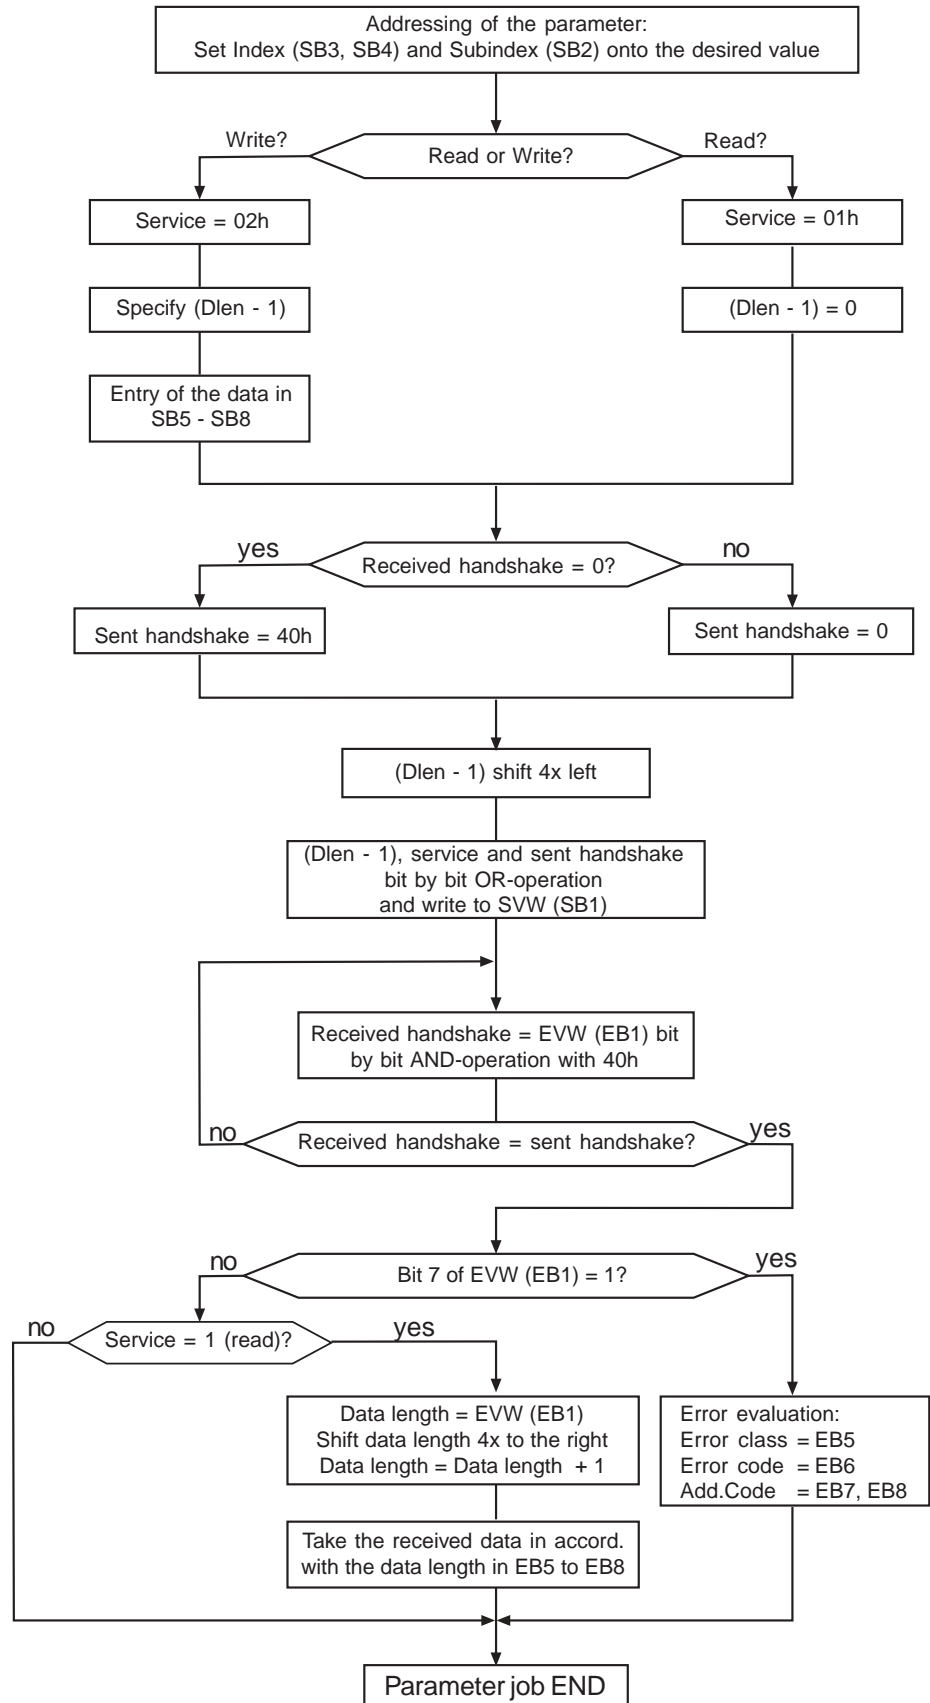 Addressing of the parameter:
Set Index (SB3, SB4) and Subindex (SB2) onto the desired value
Write?
Read or Write?
Read?
Service = 02h
Service = 01h
Specify (Dlen - 1)
(Dlen - 1) = 0
Entry of the data in
SB5 - SB8
yes
Received handshake = 0?
no
Sent handshake = 40h
Sent handshake = 0
(Dlen - 1) shift 4x left
(Dlen - 1), service and sent handshake
bit by bit OR-operation
and write to SVW (SB1)
Received handshake = EVW (EB1) bit
by bit AND-operation with 40h
no
Received handshake = sent handshake?
yes
no
Bit 7 of EVW (EB1) = 1?
yes
no
Service = 1 (read)?
yes
Data length = EVW (EB1)
Shift data length 4x to the right
Data length = Data length + 1
Error evaluation:
Error class = EB5
Error code = EB6
Add.Code = EB7, EB8
Take the received data in accord.
with the data length in EB5 to EB8
Parameter job END